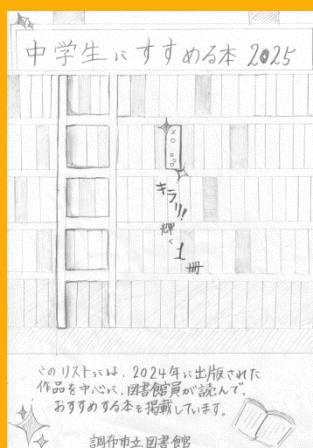 中学生にすすめる本 2025
キラリ!
輝く
1
冊
このリストには、2024年に出版された
作品を中心に、図書館員が読んで、
おすすめする本を掲載しています。
調布市立図書館